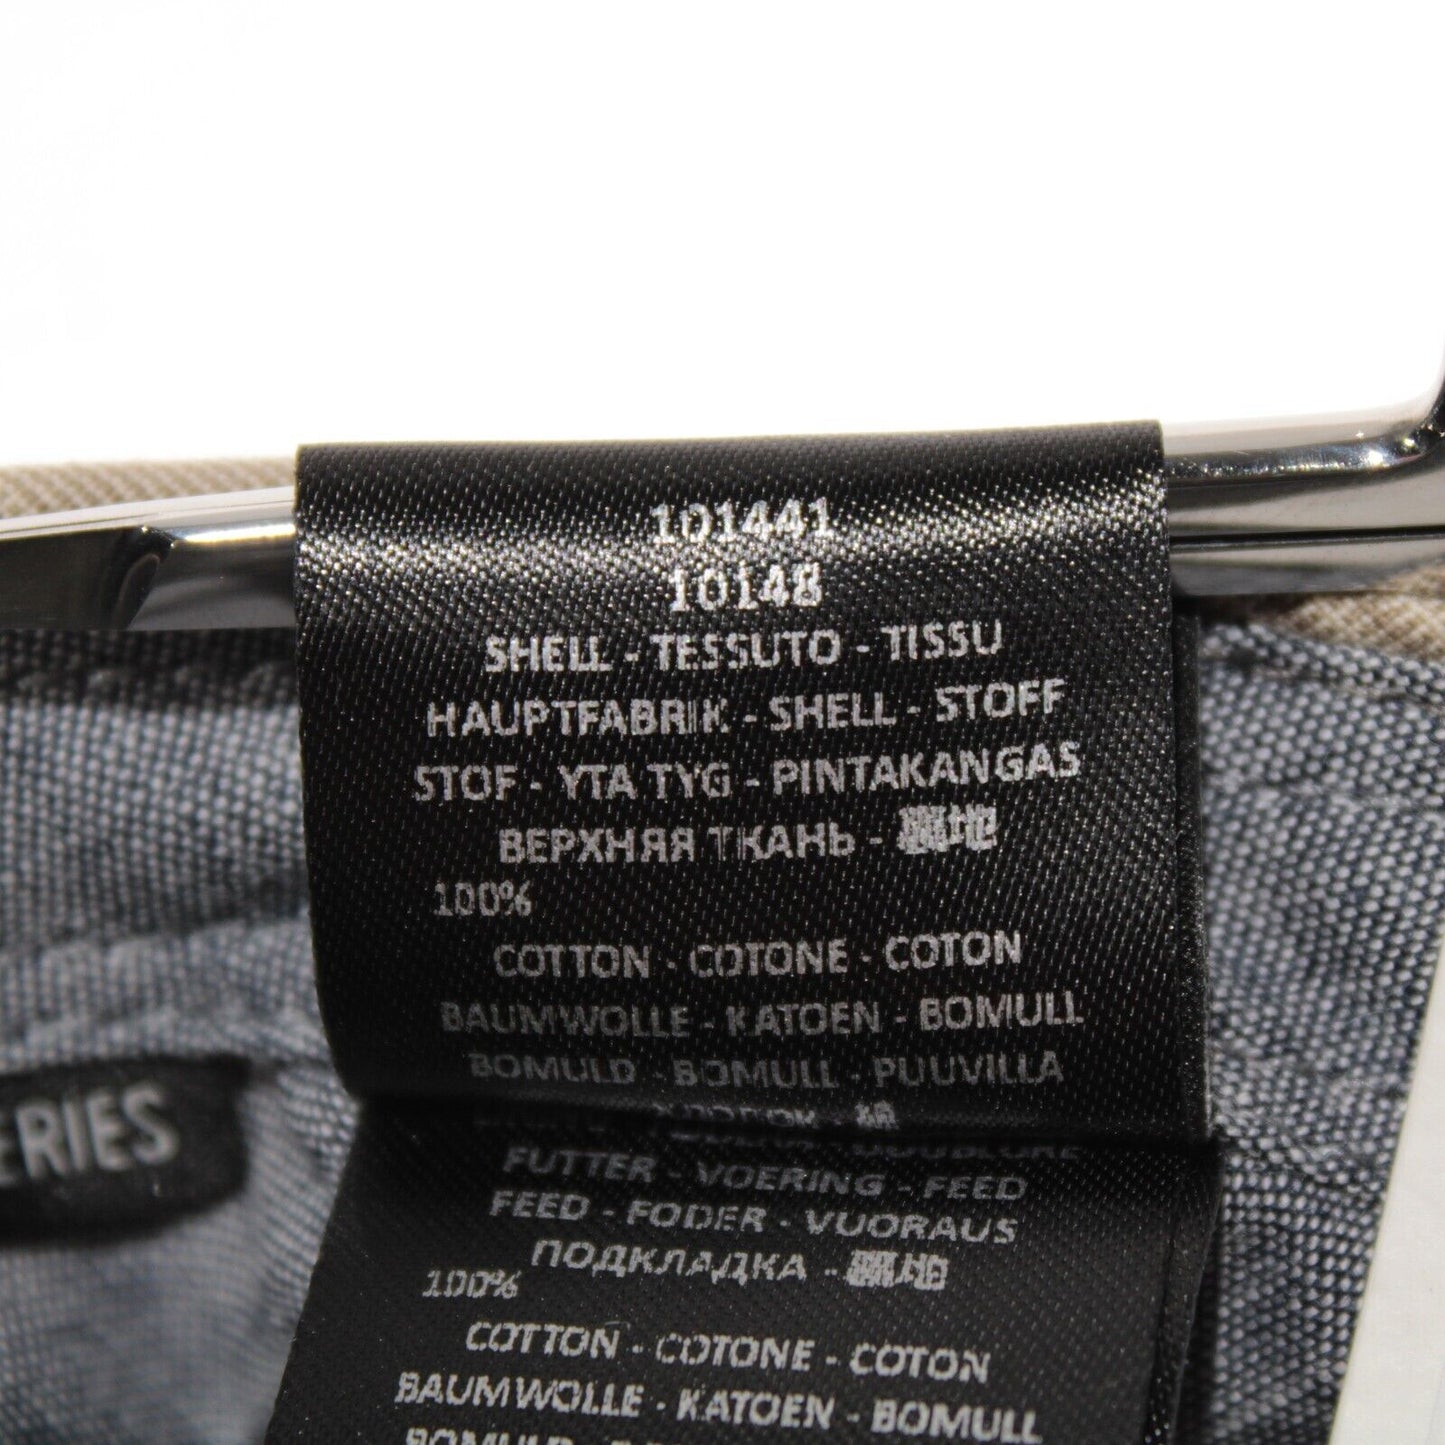 101441
10148
SHELL - TESSUTO - TISSU
HAUPTFABRIK - SHELL - STOFF
STOF - YTA TYG - PINTAKANGAS
ВЕРХНЯЯ ТКАНЬ -
100%
COTTON - COTONE - COTON
BAUMWOLLE - KATOEN - BOMULL
BOMULD - BOMULL - PUUVILLA
FUTTER - VOERING - FEED
FEED - FODER - VUORAUS
ПОДКЛАДКА -
100%
COTTON - COTONE - COTON
BAUMWOLLE - KATOEN - BOMULL
ERIES